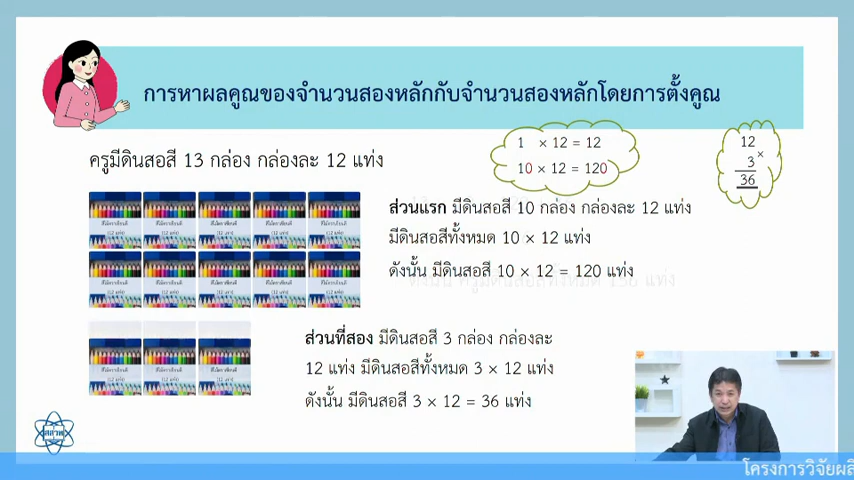 การหาผลคูณของจำนวนสองหลักกับจำนวนสองหลักโดยการตั้งคูณ
ครูมีดินสอสี 13 กล่อง กล่องละ 12 แท่ง
1 × 12 = 12
10 × 12 = 120
12
3 ×
36
ส่วนแรก มีดินสอสี 10 กล่อง กล่องละ 12 แท่ง
มีดินสอสีทั้งหมด 10 × 12 แท่ง
ดังนั้น มีดินสอสี 10 × 12 = 120 แท่ง
ส่วนที่สอง มีดินสอสี 3 กล่อง กล่องละ
12 แท่ง มีดินสอสีทั้งหมด 3 × 12 แท่ง
ดังนั้น มีดินสอสี 3 × 12 = 36 แท่ง
สสวท
โครงการวิจัยผลิ